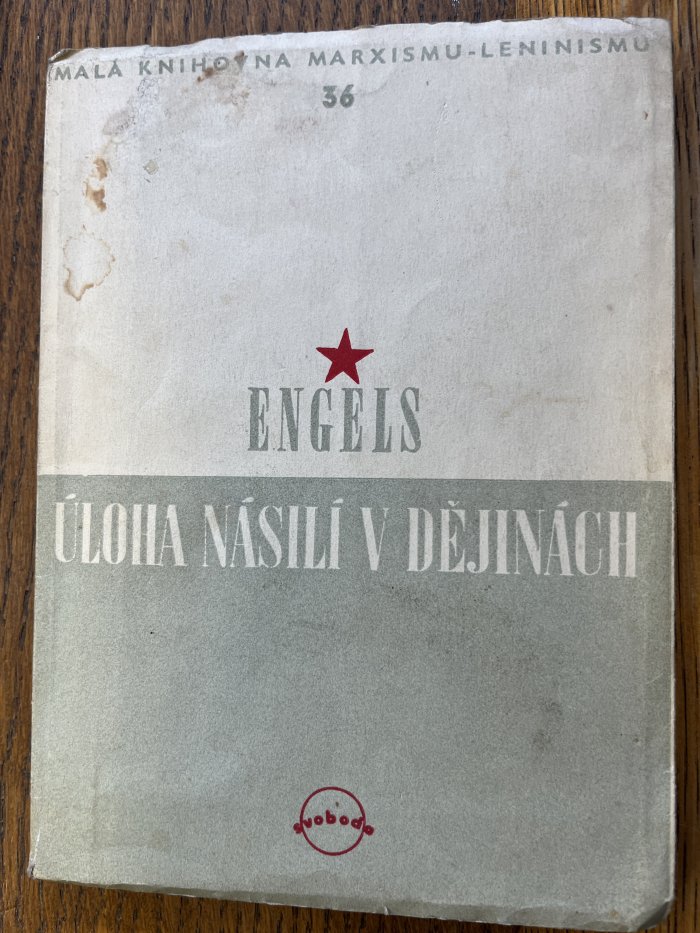 MALÁ KNIHOVNA MARXISMU-LENINISMU
36
ENGELS
ÚLOHA NÁSILÍ V DĚJINÁCH
svoboda